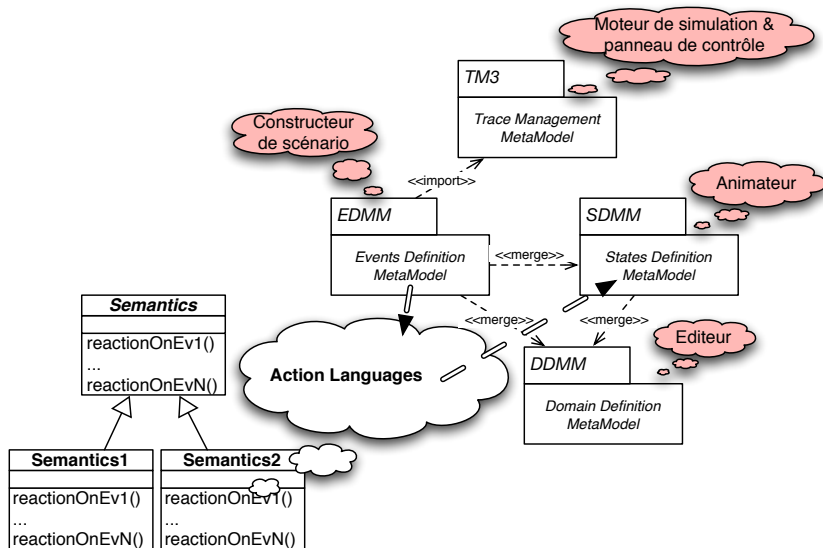 Moteur de simulation &
panneau de contrôle
TM3
Trace Management
MetaModel
Constructeur
de scénario
<<import>>
Animateur
EDMM
SDMM
Events Definition
MetaModel
<<merge>>
States Definition
MetaModel
Semantics
reactionOnEv1()
...
reactionOnEvN()
<<merge>>
<<merge>>
Editeur
Action Languages
DDMM
Domain Definition
MetaModel
Semantics1
reactionOnEv1()
...
reactionOnEvN()
Semantics2
reactionOnEv1()
...
reactionOnEvN()